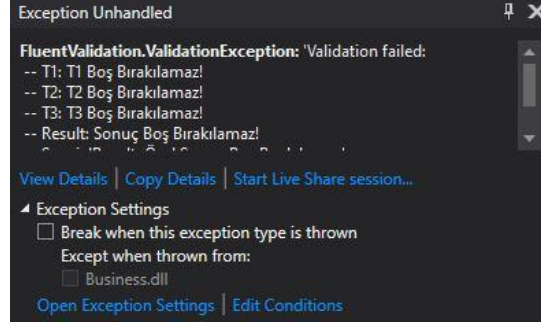 Exception Unhandled
FluentValidation.ValidationException: 'Validation failed:
-- T1: T1 Boş Bırakılamaz!
-- T2: T2 Boş Bırakılamaz!
-- T3: T3 Boş Bırakılamaz!
-- Result: Sonuç Boş Bırakılamaz!
View Details | Copy Details | Start Live Share session...
Exception Settings
Break when this exception type is thrown
Except when thrown from:
Business.dll
Open Exception Settings | Edit Conditions